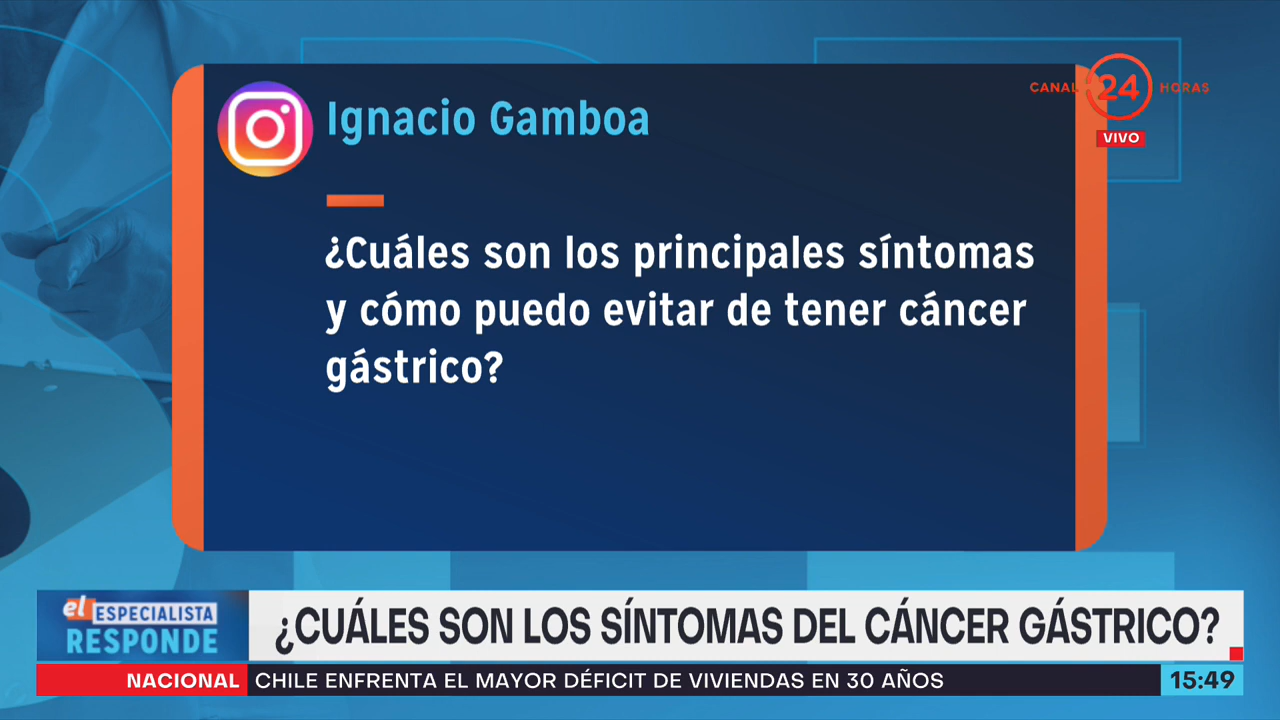 CANAL 24 HORAS
VIVO
Ignacio Gamboa
¿Cuáles son los principales síntomas
y cómo puedo evitar de tener cáncer
gástrico?
el ESPECIALISTA
RESPONDE
¿CUÁLES SON LOS SÍNTOMAS DEL CÁNCER GÁSTRICO?
NACIONAL CHILE ENFRENTA EL MAYOR DÉFICIT DE VIVIENDAS EN 30 AÑOS 15:49